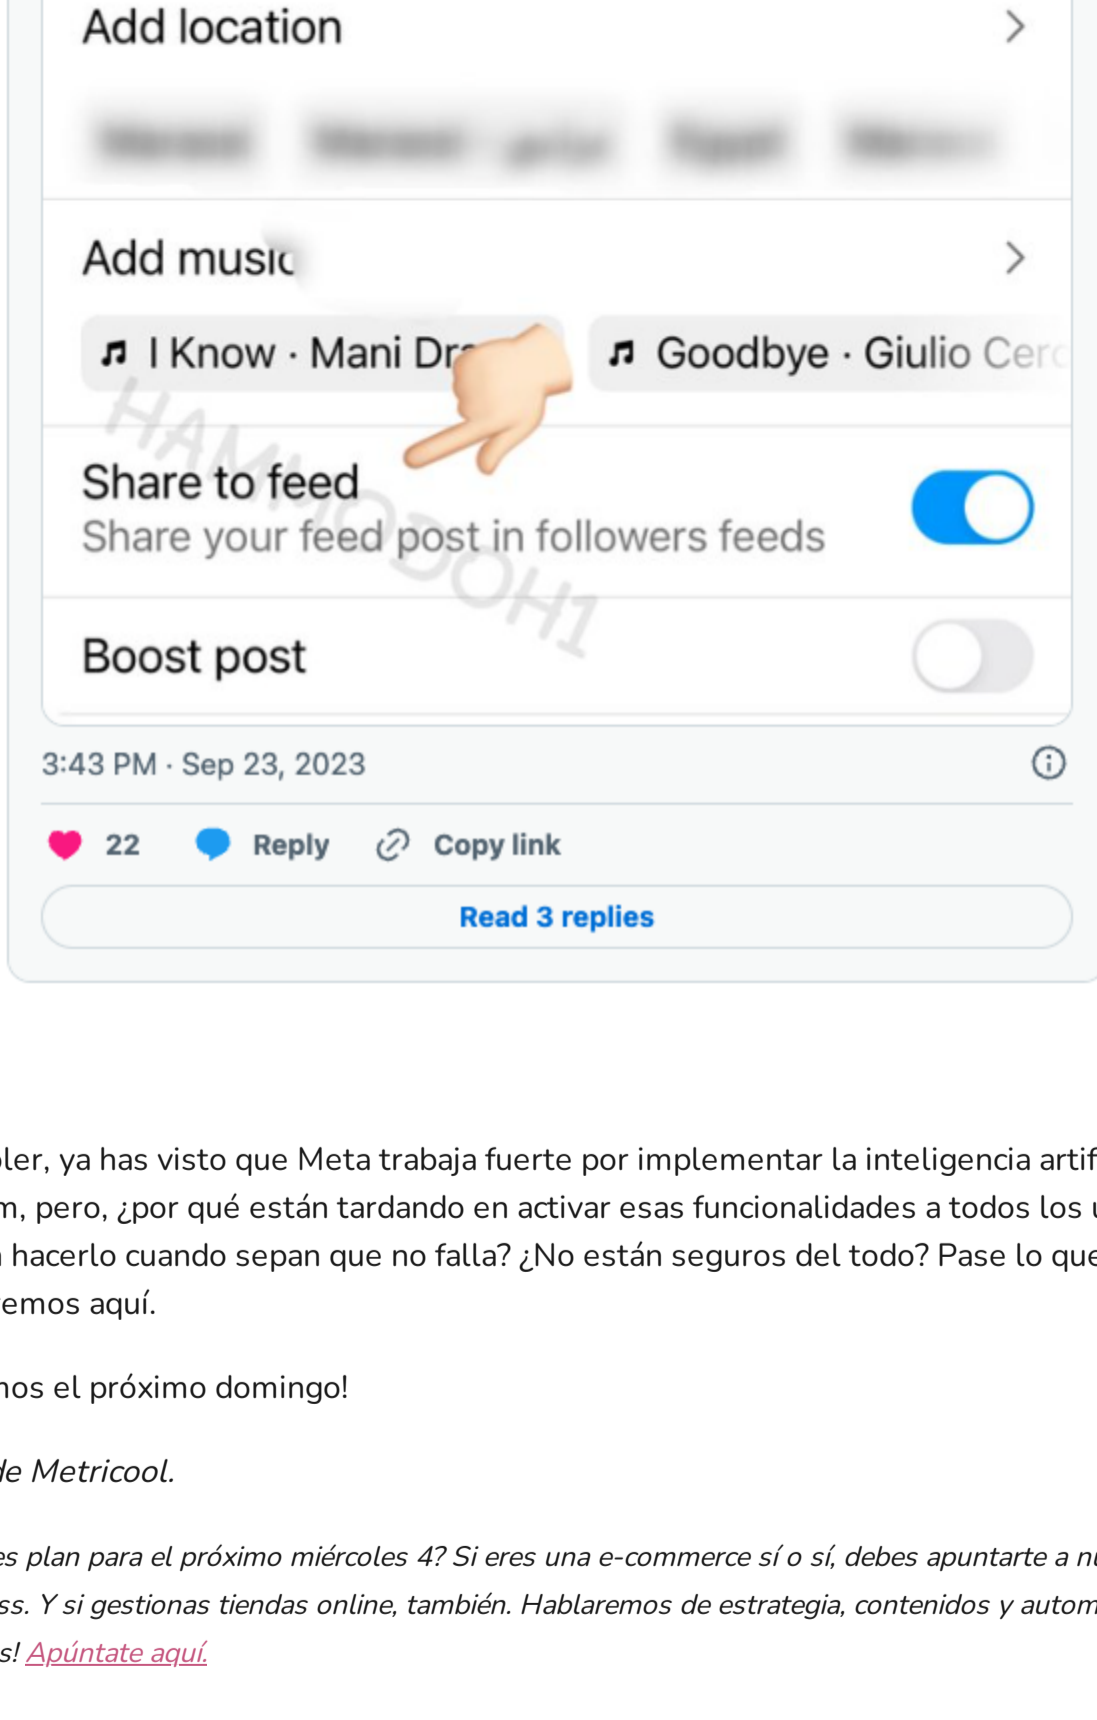 Add location
Add music
I Know · Mani Dra
Goodbye · Giulio Cerc
HAMMODOH1
Share to feed
Share your feed post in followers feeds
Boost post
3:43 PM · Sep 23, 2023
22 Reply Copy link
Read 3 replies
ler, ya has visto que Meta trabaja fuerte por implementar la inteligencia artif
m, pero, ¿por qué están tardando en activar esas funcionalidades a todos los u
hacerlo cuando sepan que no falla? ¿No están seguros del todo? Pase lo que
emos aquí.
mos el próximo domingo!
de Metricool.
es plan para el próximo miércoles 4? Si eres una e-commerce sí o sí, debes apuntarte a nu
ss. Y si gestionas tiendas online, también. Hablaremos de estrategia, contenidos y autom
s! Apúntate aquí.